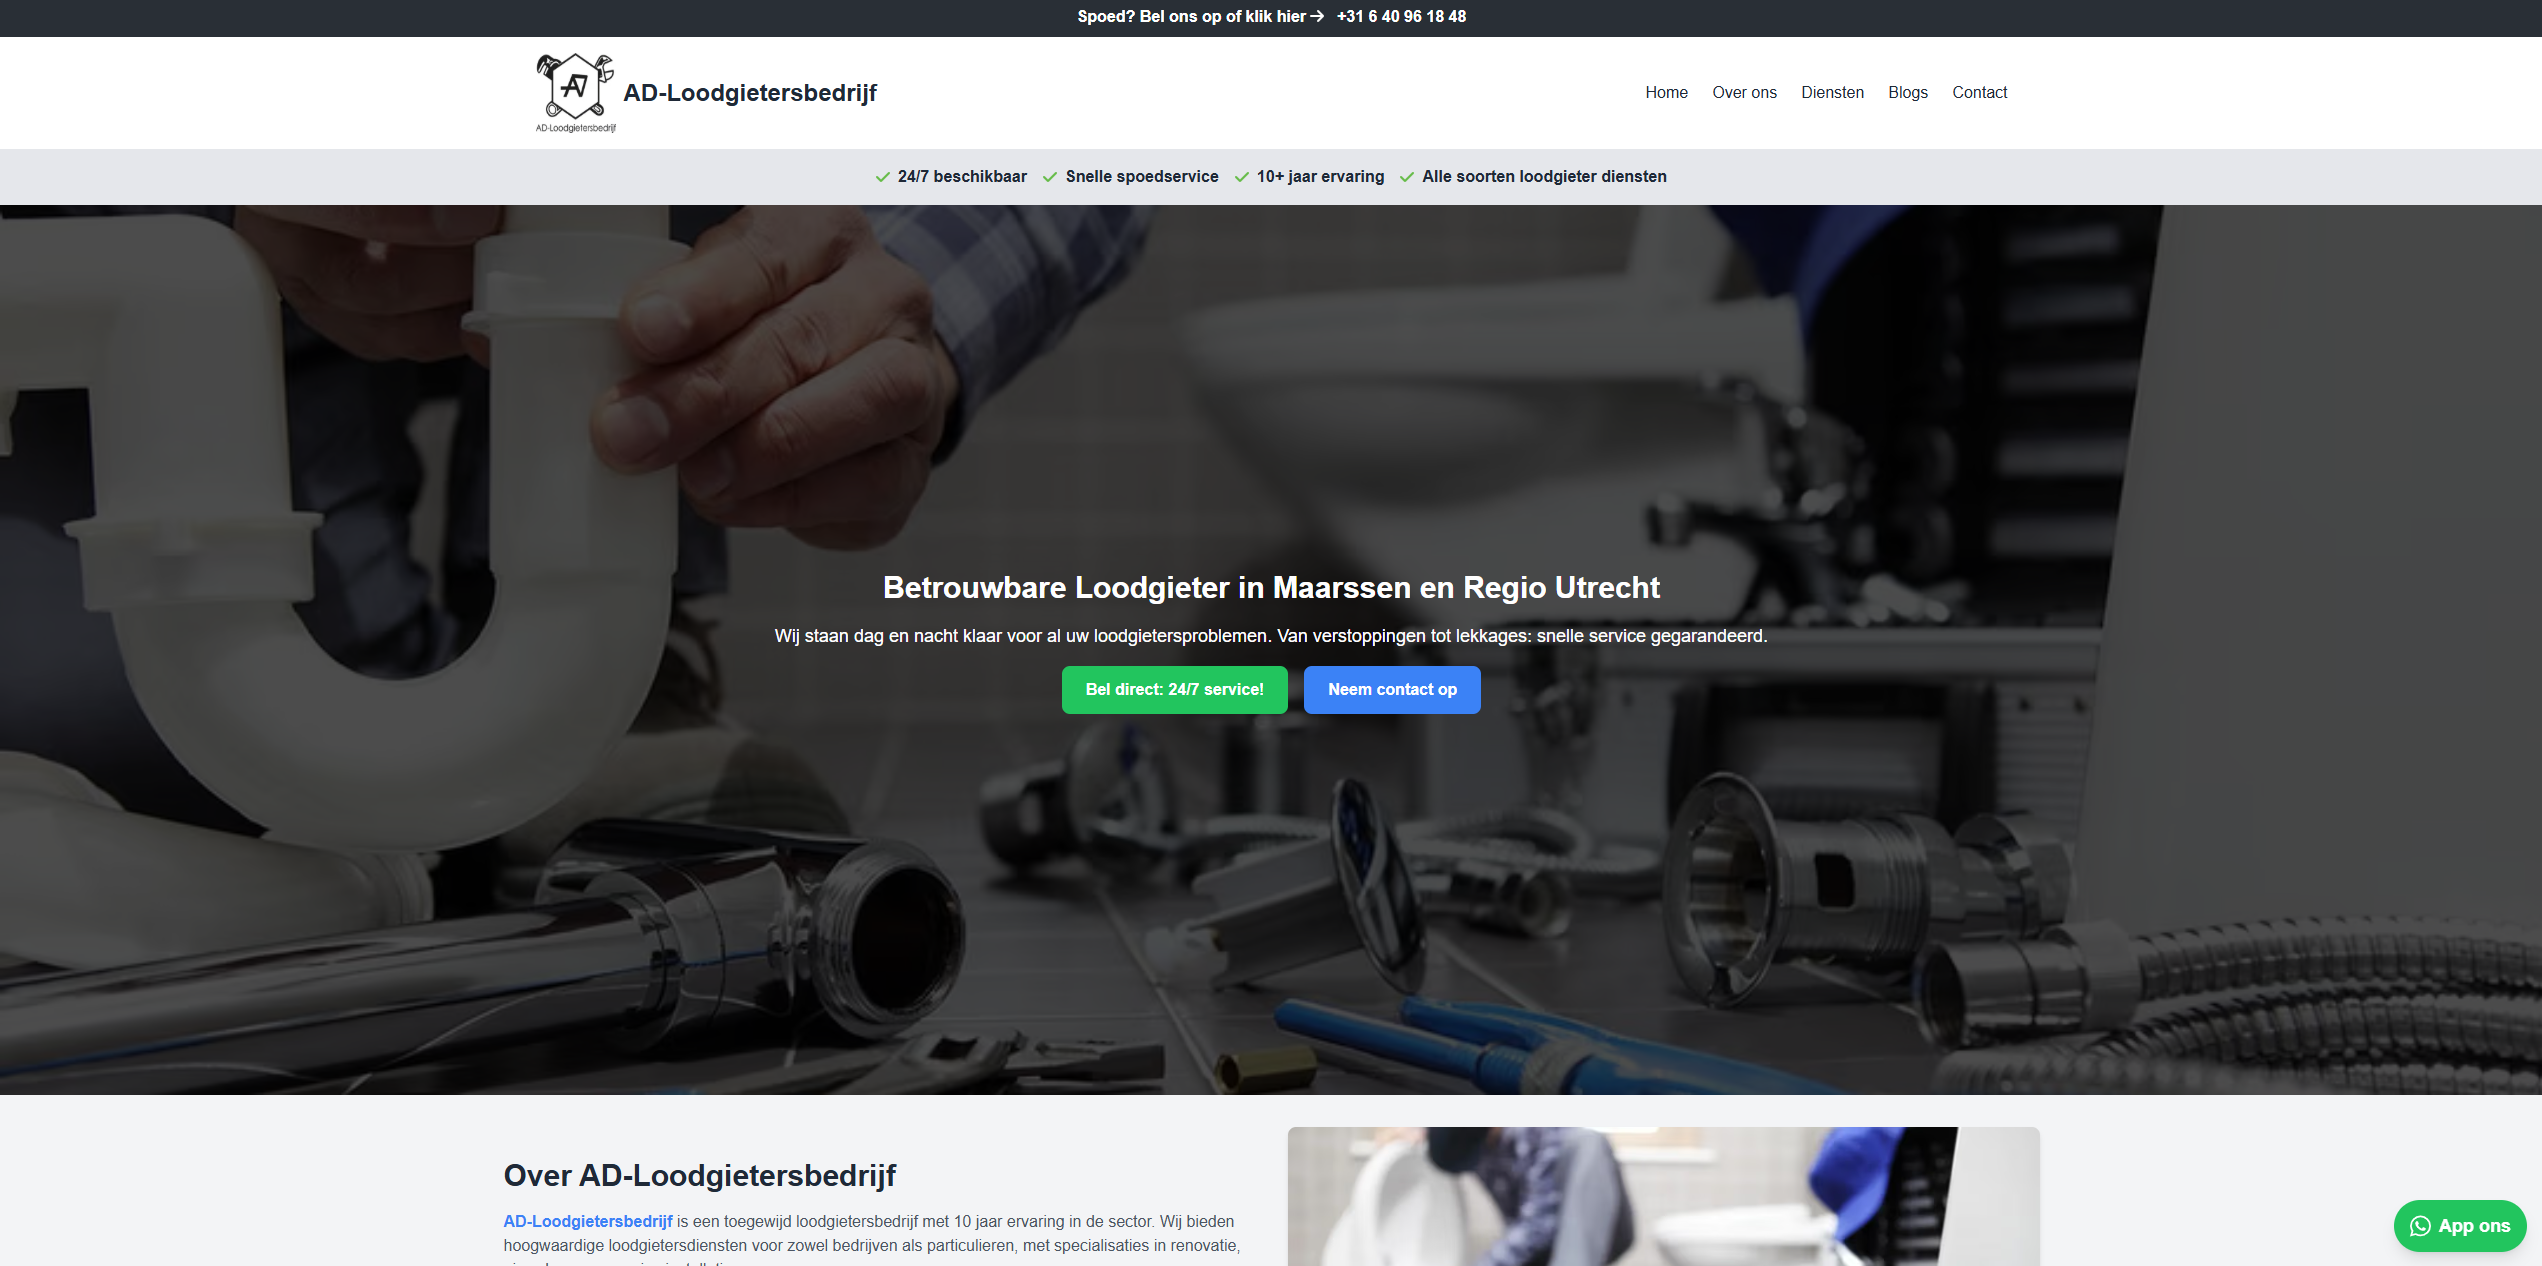 Spoed? Bel ons op of klik hier → +31 6 40 96 18 48
AD
AD-Loodgietersbedrijf
AD-Loodgietersbedrijf
Home Over ons Diensten Blogs Contact
24/7 beschikbaar Snelle spoedservice 10+ jaar ervaring Alle soorten loodgieter diensten
Betrouwbare Loodgieter in Maarssen en Regio Utrecht
Wij staan dag en nacht klaar voor al uw loodgietersproblemen. Van verstoppingen tot lekkages: snelle service gegarandeerd.
Bel direct: 24/7 service! Neem contact op
Over AD-Loodgietersbedrijf
AD-Loodgietersbedrijf is een toegewijd loodgietersbedrijf met 10 jaar ervaring in de sector. Wij bieden
hoogwaardige loodgietersdiensten voor zowel bedrijven als particulieren, met specialisaties in renovatie,
App ons